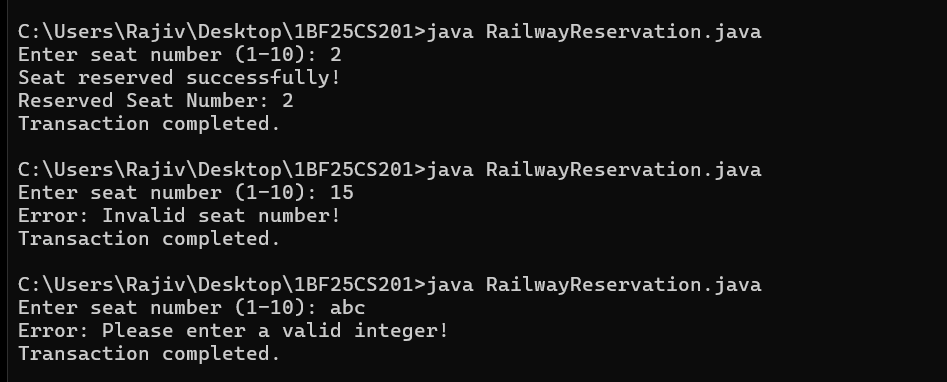 C:\Users\Rajiv\Desktop\1BF25CS201>java RailwayReservation.java
Enter seat number (1-10): 2
Seat reserved successfully!
Reserved Seat Number: 2
Transaction completed.
C:\Users\Rajiv\Desktop\1BF25CS201>java RailwayReservation.java
Enter seat number (1-10): 15
Error: Invalid seat number!
Transaction completed.
C:\Users\Rajiv\Desktop\1BF25CS201>java RailwayReservation.java
Enter seat number (1-10): abc
Error: Please enter a valid integer!
Transaction completed.